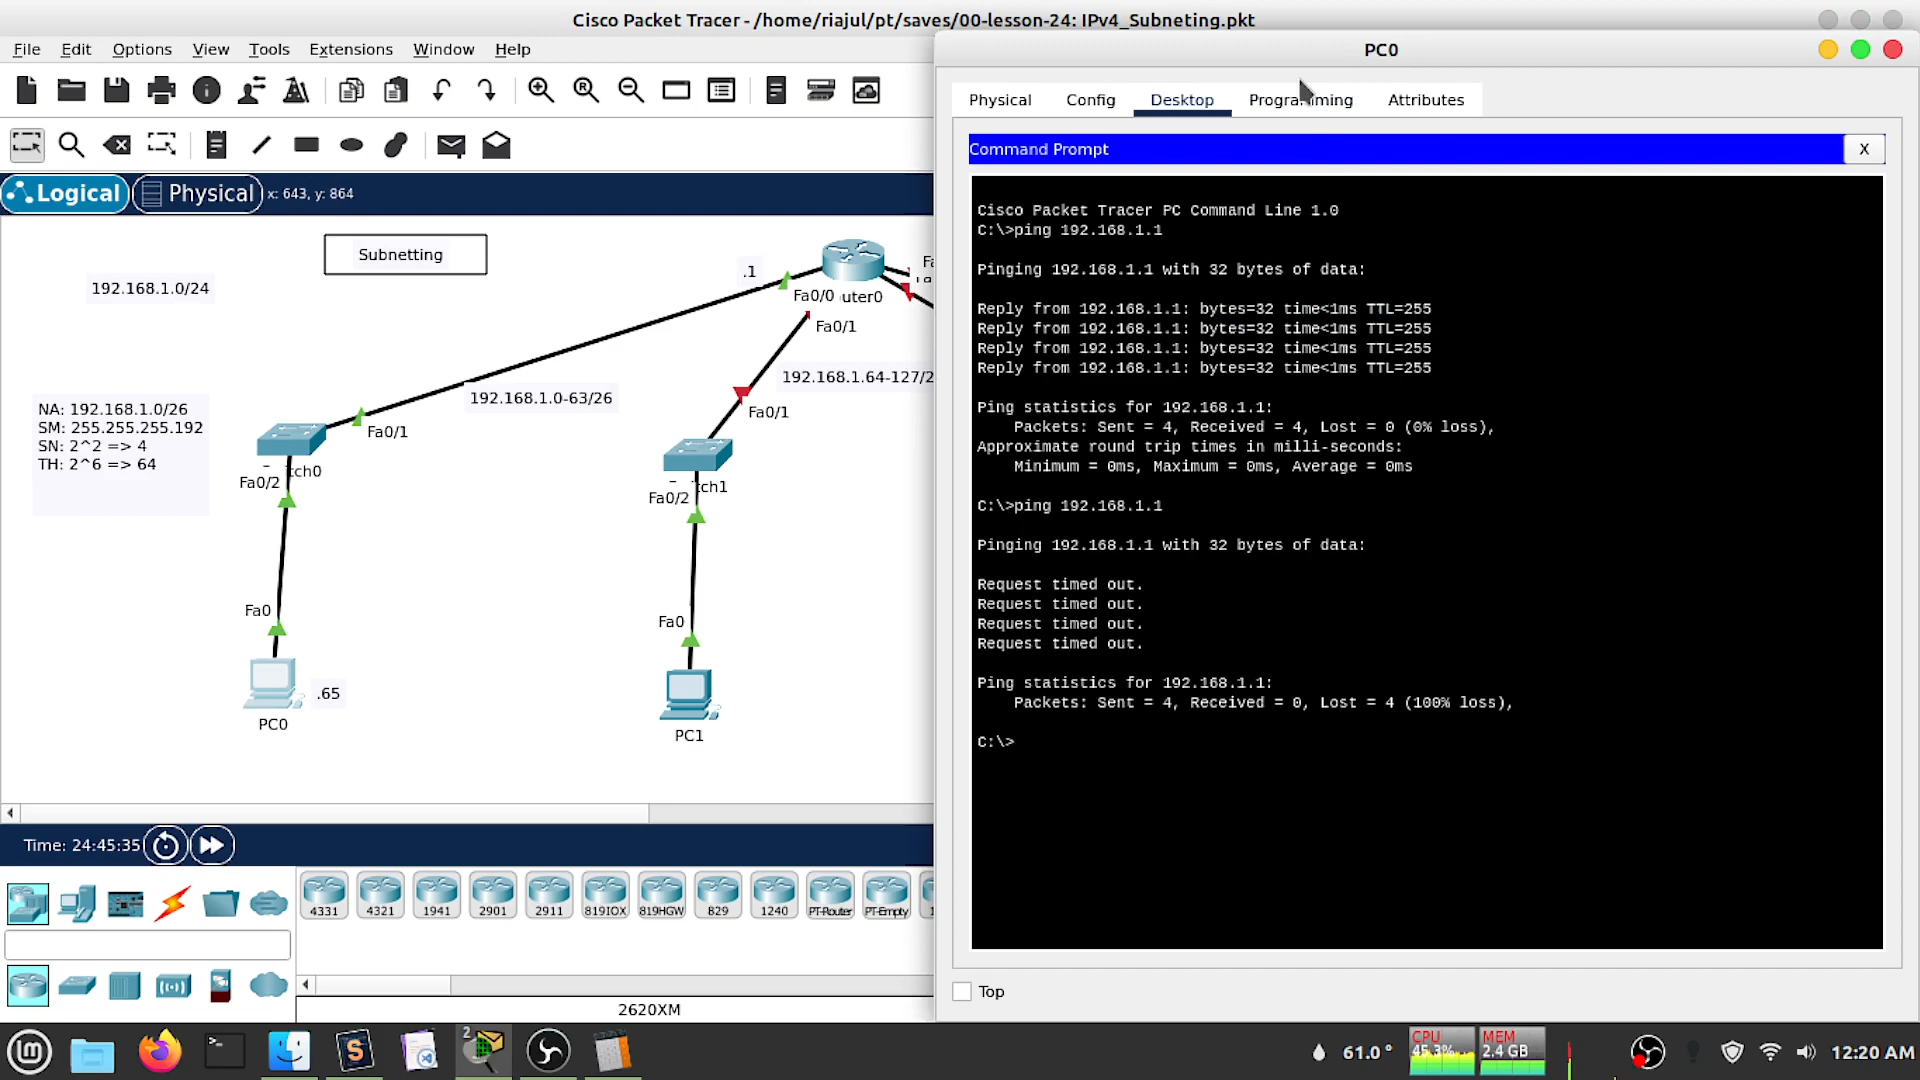 Cisco Packet Tracer - /home/riajul/pt/saves/00-lesson-24: IPv4_Subneting.pkt
File Edit Options View Tools Extensions Window Help
Logical Physical x: 643, y: 864
Subnetting
192.168.1.0/24
.1
Fa0/0 uter0
Fa0/1
192.168.1.64-127/2
192.168.1.0-63/26
NA: 192.168.1.0/26
SM: 255.255.255.192
SN: 2^2 => 4
TH: 2^6 => 64
Fa0/1
Fa0/1
tch0
Fa0/2
tch1
Fa0/2
Fa0
Fa0
.65
PC0
PC1
Time: 24:45:35
4331 4321 1941 2901 2911 819IOX 819HGW 829 1240 PT-Router PT-Empty
2620XM
PC0
Physical Config Desktop Programming Attributes
Command Prompt
X
Cisco Packet Tracer PC Command Line 1.0
C:\>ping 192.168.1.1
Pinging 192.168.1.1 with 32 bytes of data:
Reply from 192.168.1.1: bytes=32 time<1ms TTL=255
Reply from 192.168.1.1: bytes=32 time<1ms TTL=255
Reply from 192.168.1.1: bytes=32 time<1ms TTL=255
Reply from 192.168.1.1: bytes=32 time<1ms TTL=255
Ping statistics for 192.168.1.1:
Packets: Sent = 4, Received = 4, Lost = 0 (0% loss),
Approximate round trip times in milli-seconds:
Minimum = 0ms, Maximum = 0ms, Average = 0ms
C:\>ping 192.168.1.1
Pinging 192.168.1.1 with 32 bytes of data:
Request timed out.
Request timed out.
Request timed out.
Request timed out.
Ping statistics for 192.168.1.1:
Packets: Sent = 4, Received = 0, Lost = 4 (100% loss),
C:\>
Top
2
61.0 °
CPU
45.3%
MEM
2.4 GB
12:20 AM